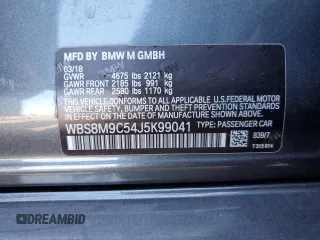 MFD BY BMW M GMBH
03/18
GVWR 4675 lbs 2121 kg
GAWR FRONT 2185 lbs 991 kg
GAWR REAR 2580 lbs 1170 kg
THIS VEHICLE CONFORMS TO ALL APPLICABLE
FEDERAL MOTOR VEHICLE SAFETY, BUMPER,
AND THEFT PREVENTION STANDARDS IN EFFECT
ON THE DATE OF MANUFACTURE SHOWN ABOVE.
WBS8M9C54J5K99041 TYPE: PASSENGER CAR
B39/7
DREAMBID